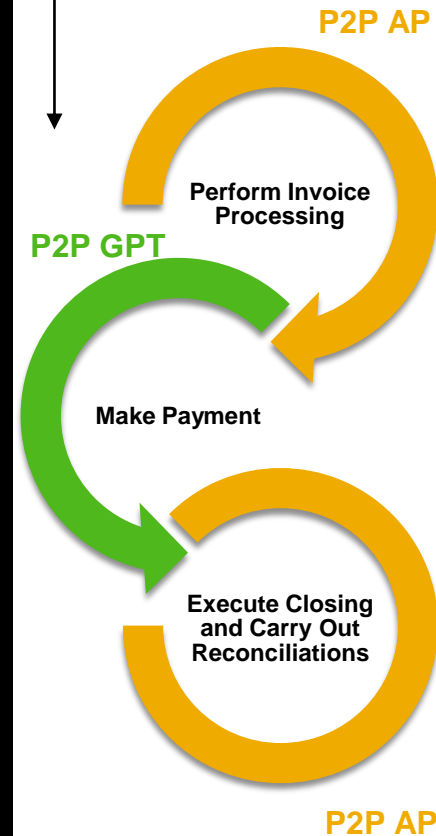 P2P AP
Perform Invoice
Processing
P2P GPT
Make Payment
Execute Closing
and Carry Out
Reconciliations
P2P AP